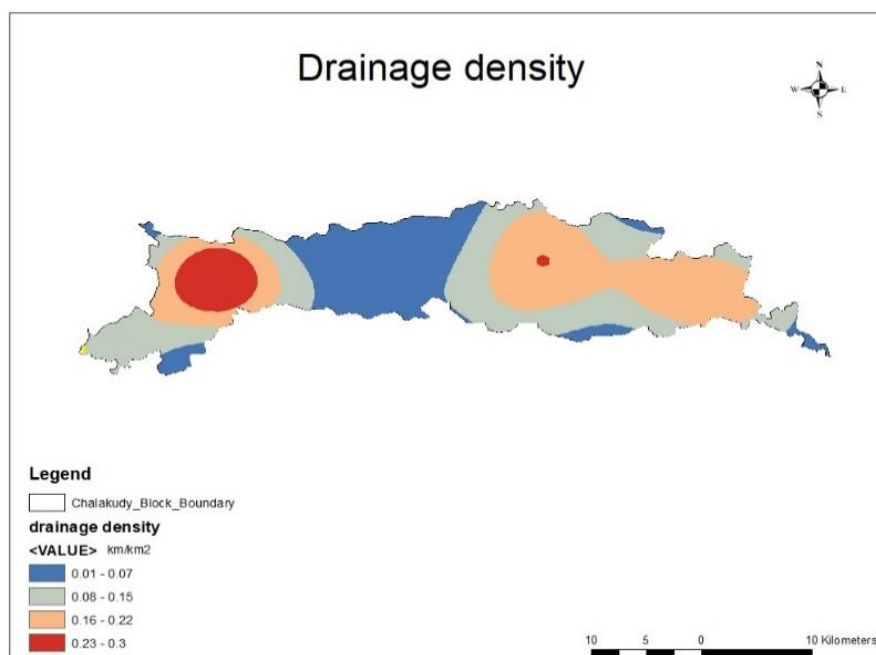 Drainage density
N
W E
S
Legend
Chalakudy_Block_Boundary
drainage density
<VALUE> km/km2
0.01 - 0.07
0.08 - 0.15
0.16 - 0.22
0.23 - 0.3
10 5 0 10 Kilometers